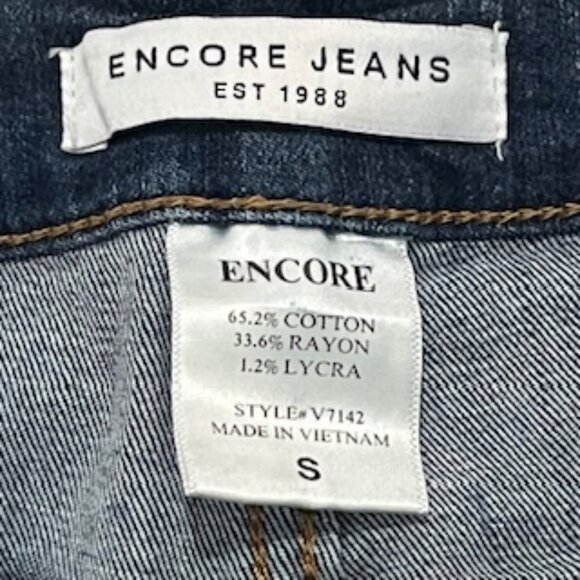 ENCORE JEANS
EST 1988
ENCORE
65.2% COTTON
33.6% RAYON
1.2% LYCRA
STYLE# V7142
MADE IN VIETNAM
S